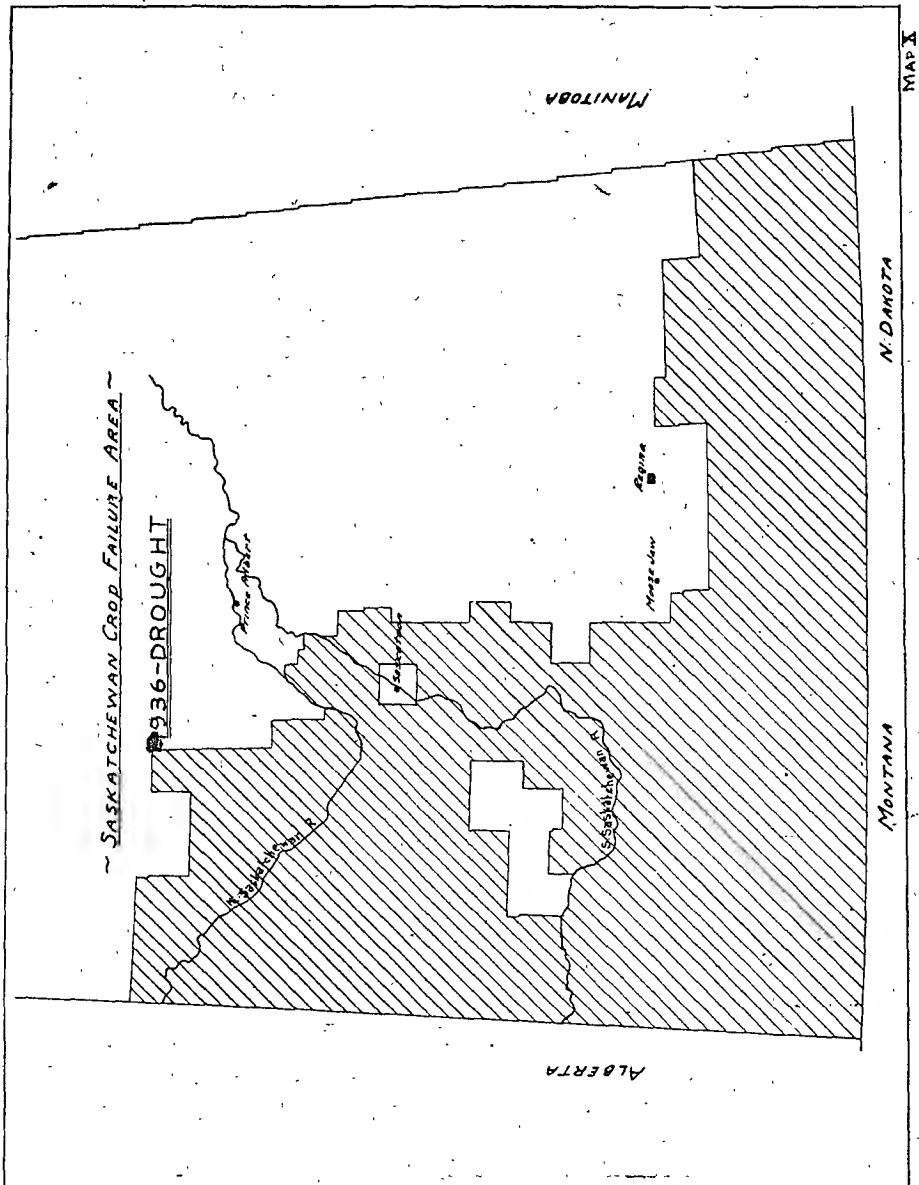 MAP X
~ SASKATCHEWAN CROP FAILURE AREA ~
1936-DROUGHT
MANITOBA
N. Saskatchewan R.
Prince Albert
Saskatoon
S. Saskatchewan R.
Moose Jaw
Regina
ALBERTA
MONTANA
N. DAKOTA